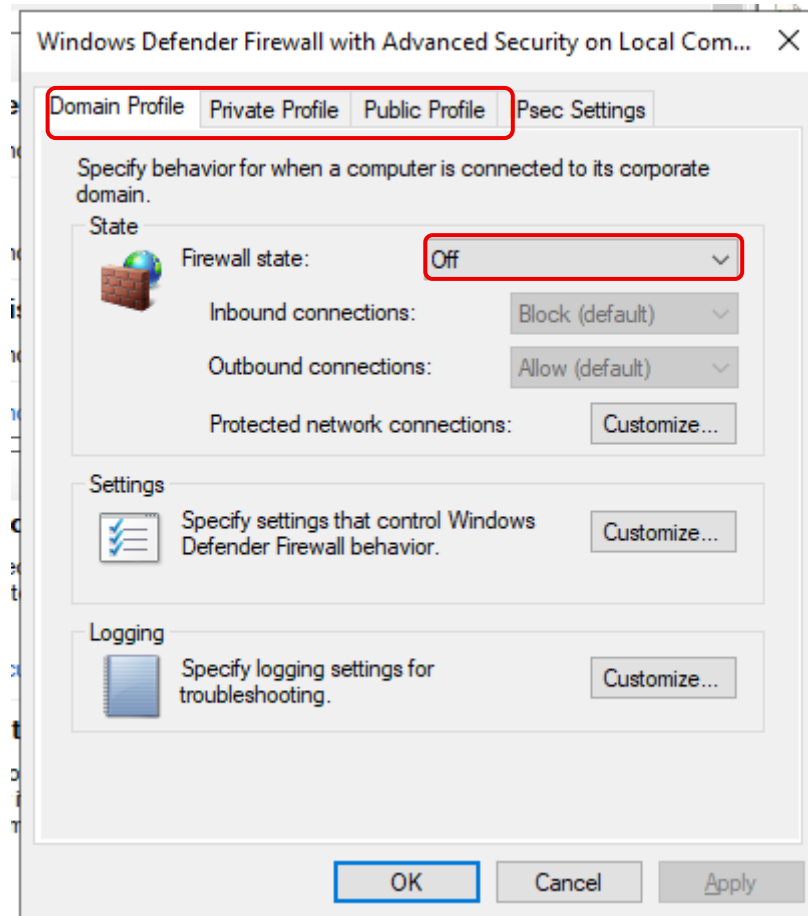 Windows Defender Firewall with Advanced Security on Local Com...
Domain Profile Private Profile Public Profile Psec Settings
Specify behavior for when a computer is connected to its corporate
domain.
State
Firewall state: Off
Inbound connections: Block (default)
Outbound connections: Allow (default)
Protected network connections: Customize...
Settings
Specify settings that control Windows
Defender Firewall behavior.
Customize...
Logging
Specify logging settings for
troubleshooting.
Customize...
OK Cancel Apply